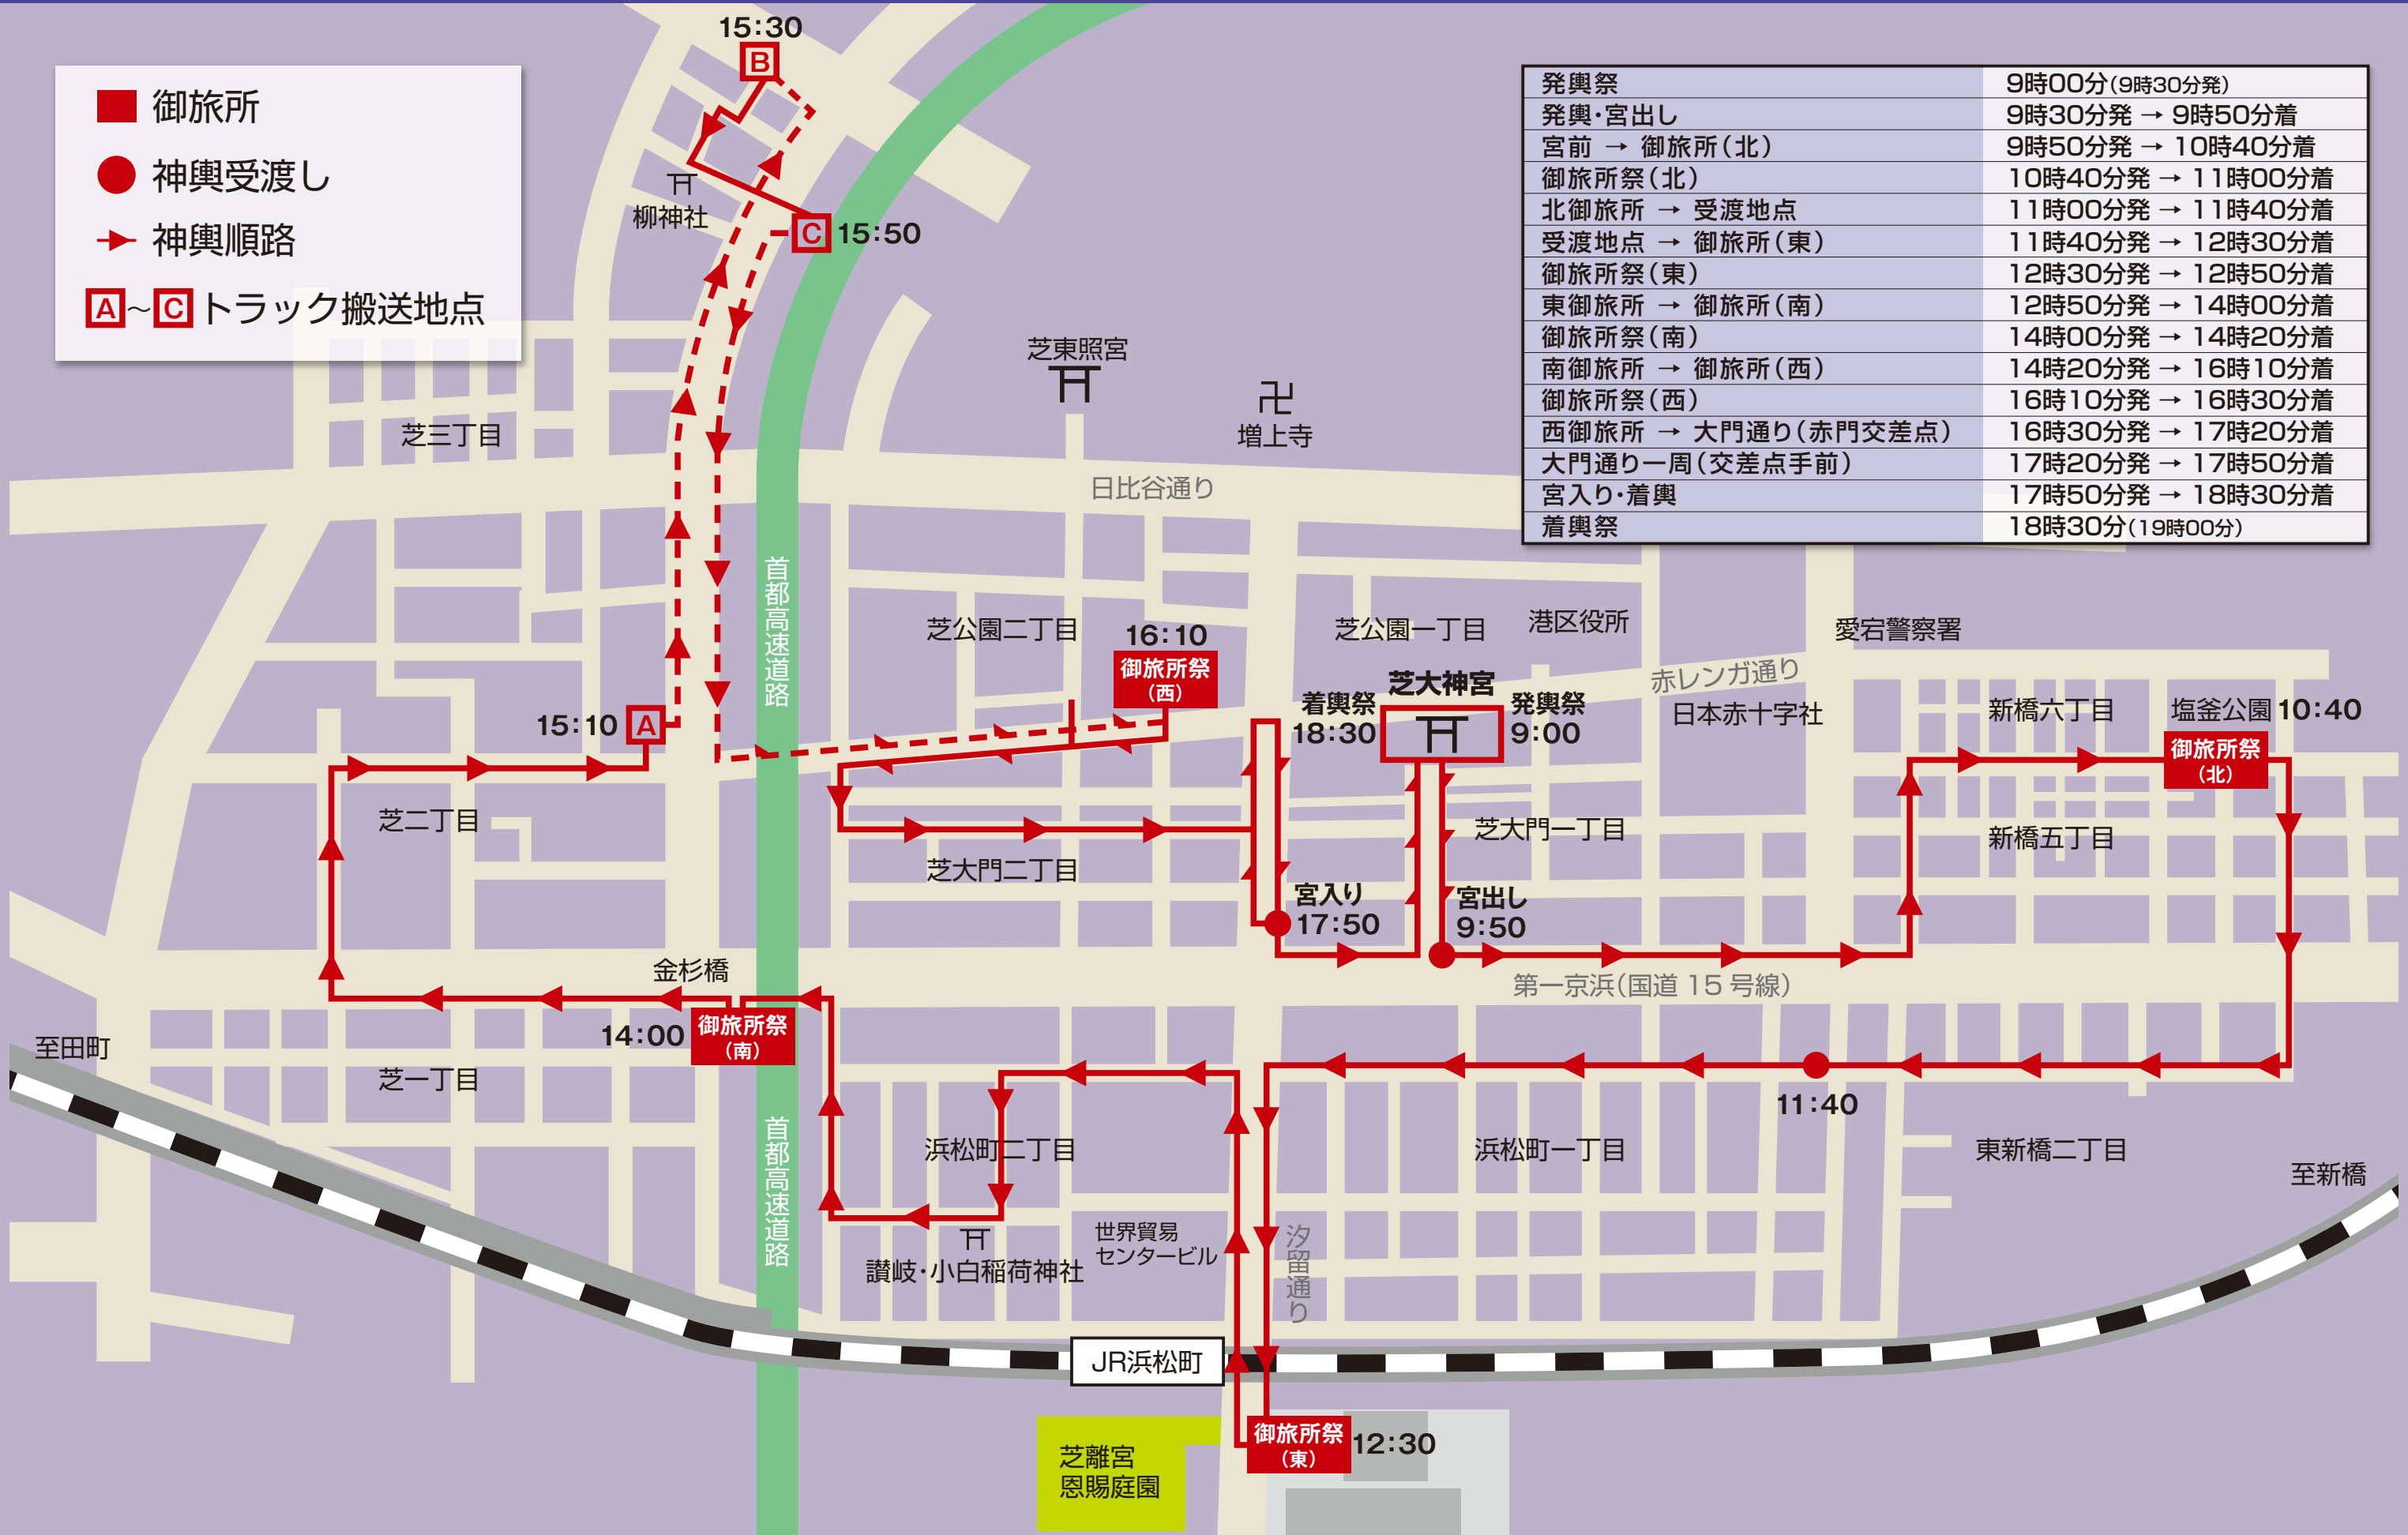 15:30
B
御旅所
神輿受渡し
神輿順路
A～Cトラック搬送地点
柳神社
C 15:50
発輿祭 9時00分(9時30分発)
発輿・宮出し 9時30分発 → 9時50分着
宮前 → 御旅所(北) 9時50分発 → 10時40分着
御旅所祭(北) 10時40分発 → 11時00分着
北御旅所 → 受渡地点 11時00分発 → 11時40分着
受渡地点 → 御旅所(東) 11時40分発 → 12時30分着
御旅所祭(東) 12時30分発 → 12時50分着
東御旅所 → 御旅所(南) 12時50分発 → 14時00分着
御旅所祭(南) 14時00分発 → 14時20分着
南御旅所 → 御旅所(西) 14時20分発 → 16時10分着
御旅所祭(西) 16時10分発 → 16時30分着
西御旅所 → 大門通り(赤門交差点) 16時30分発 → 17時20分着
大門通り一周(交差点手前) 17時20分発 → 17時50分着
宮入り・着輿 17時50分発 → 18時30分着
着輿祭 18時30分(19時00分)
芝東照宮
卍
増上寺
芝三丁目
日比谷通り
首都高速道路
芝公園二丁目
16:10
御旅所祭
(西)
芝公園一丁目
港区役所
愛宕警察署
赤レンガ通り
日本赤十字社
芝大神宮
着輿祭
18:30
発輿祭
9:00
新橋六丁目
塩釜公園 10:40
御旅所祭
(北)
15:10 A
芝二丁目
芝大門二丁目
芝大門一丁目
新橋五丁目
宮入り
17:50
宮出し
9:50
金杉橋
第一京浜(国道15号線)
14:00
御旅所祭
(南)
至田町
芝一丁目
11:40
首都高速道路
浜松町二丁目
浜松町一丁目
東新橋二丁目
至新橋
讃岐・小白稲荷神社
世界貿易
センタービル
汐留通り
JR浜松町
御旅所祭
(東)
12:30
芝離宮
恩賜庭園